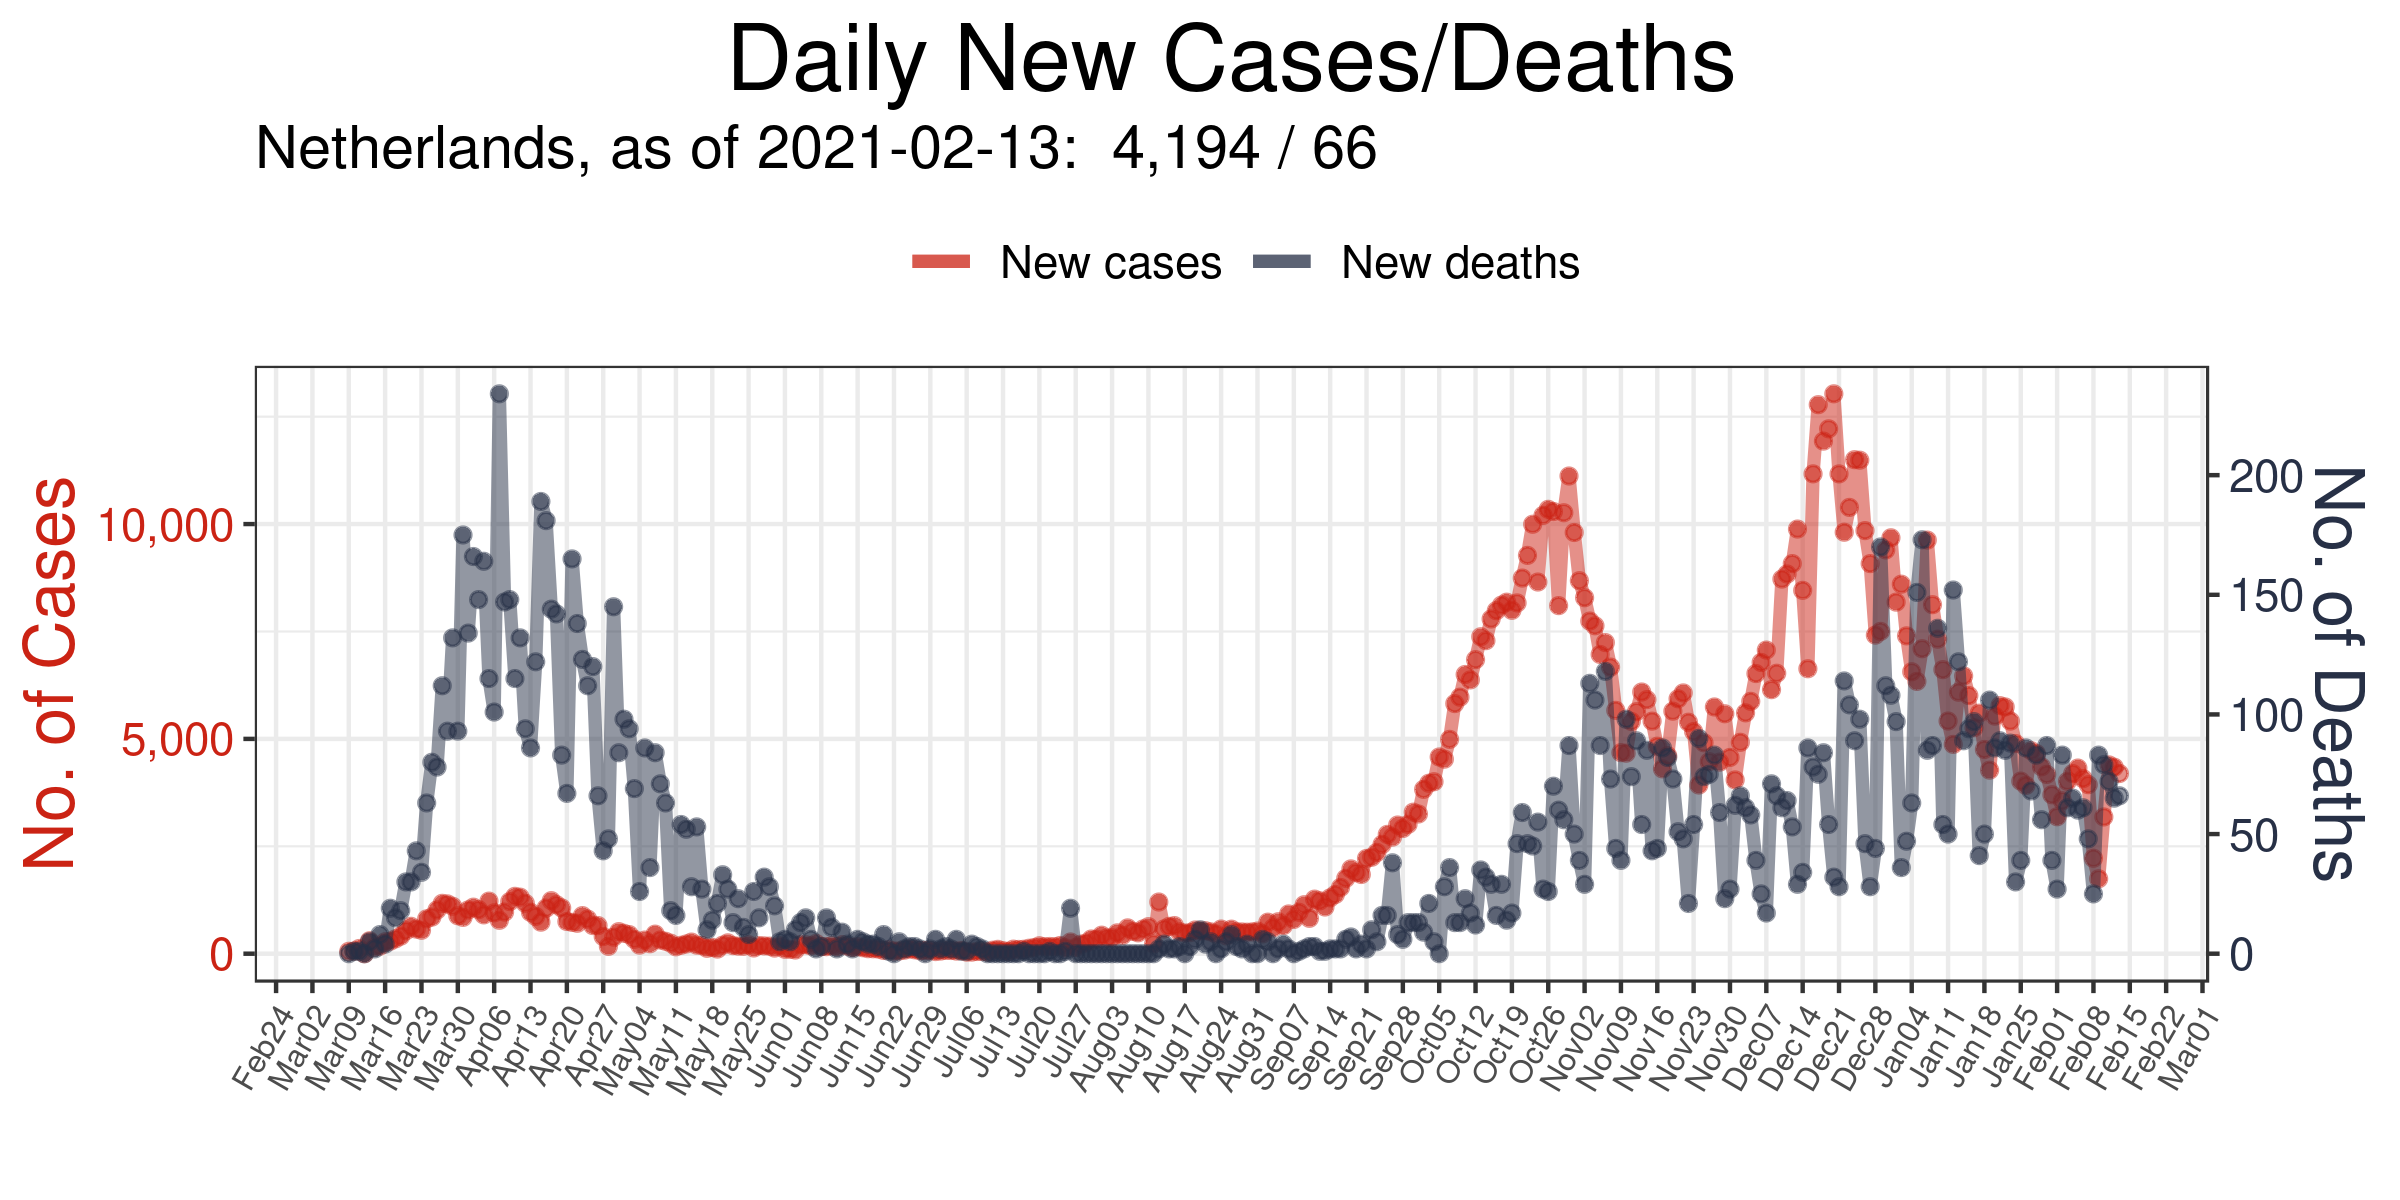 Daily New Cases/Deaths
Netherlands, as of 2021-02-13: 4,194 / 66
New cases
New deaths
No. of Cases
10,000
5,000
0
200
150
100
50
0
No. of Deaths
Feb24
Mar02
Mar09
Mar16
Mar23
Mar30
Apr06
Apr13
Apr20
Apr27
May04
May11
May18
May25
Jun01
Jun08
Jun15
Jun22
Jun29
Jul06
Jul13
Jul20
Jul27
Aug03
Aug10
Aug17
Aug24
Aug31
Sep07
Sep14
Sep21
Sep28
Oct05
Oct12
Oct19
Oct26
Nov02
Nov09
Nov16
Nov23
Nov30
Dec07
Dec14
Dec21
Dec28
Jan04
Jan11
Jan18
Jan25
Feb01
Feb08
Feb15
Feb22
Mar01